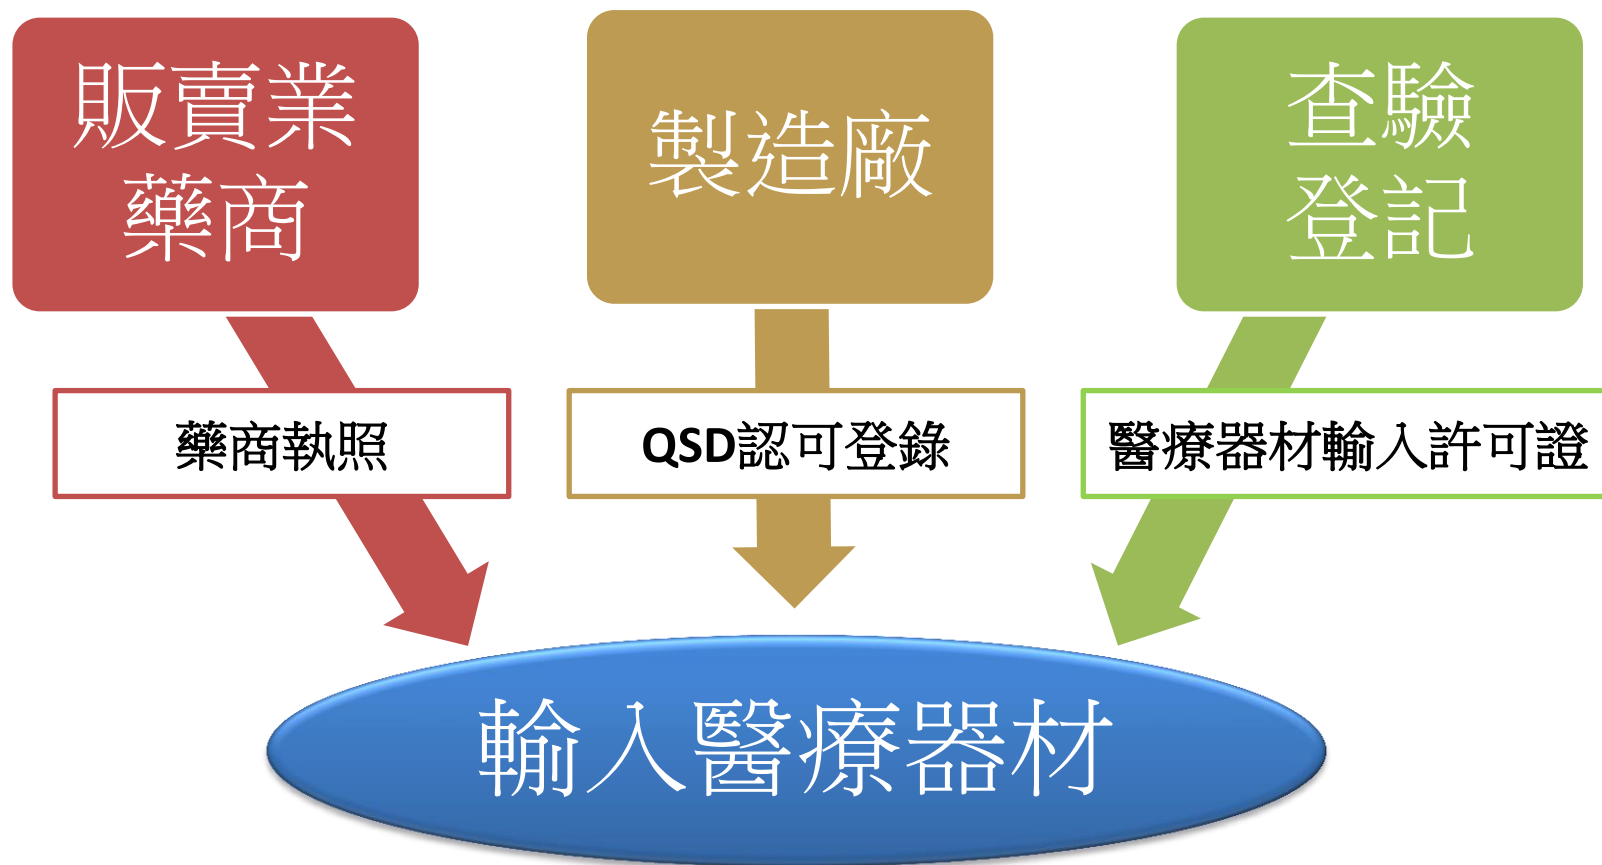 販賣業
藥商
製造廠
查驗
登記
藥商執照
QSD認可登錄
醫療器材輸入許可證
輸入醫療器材